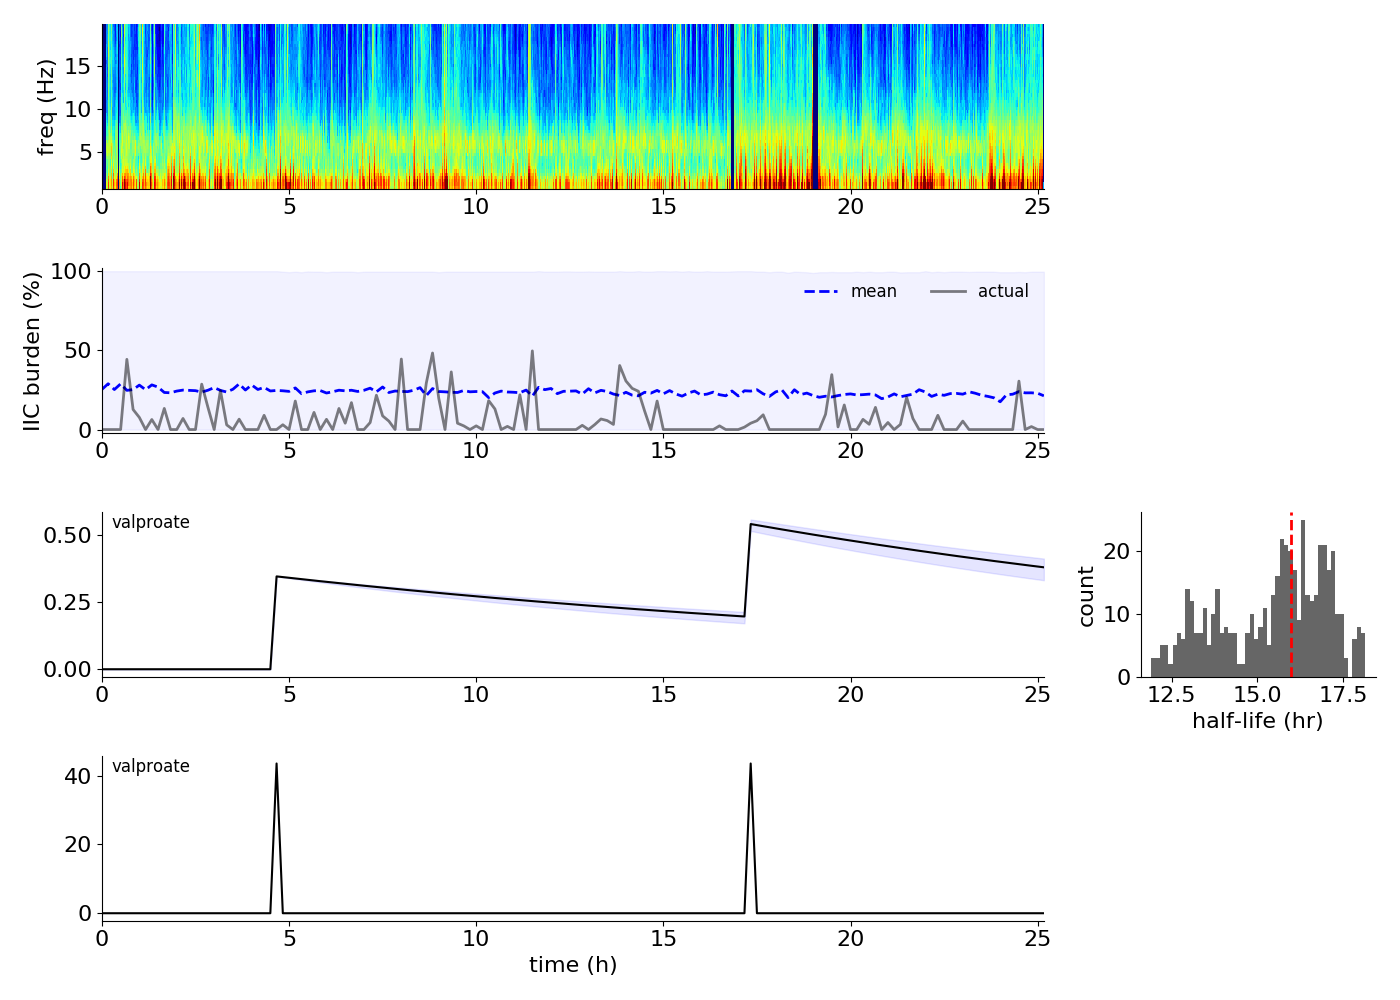 freq (Hz)
15
10
5
0 5 10 15 20 25
IIC burden (%)
100
50
0
mean actual
0 5 10 15 20 25
valproate
0.50
0.25
0.00
0 5 10 15 20 25
count
20
10
0
12.5 15.0 17.5
half-life (hr)
valproate
40
20
0
0 5 10 15 20 25
time (h)